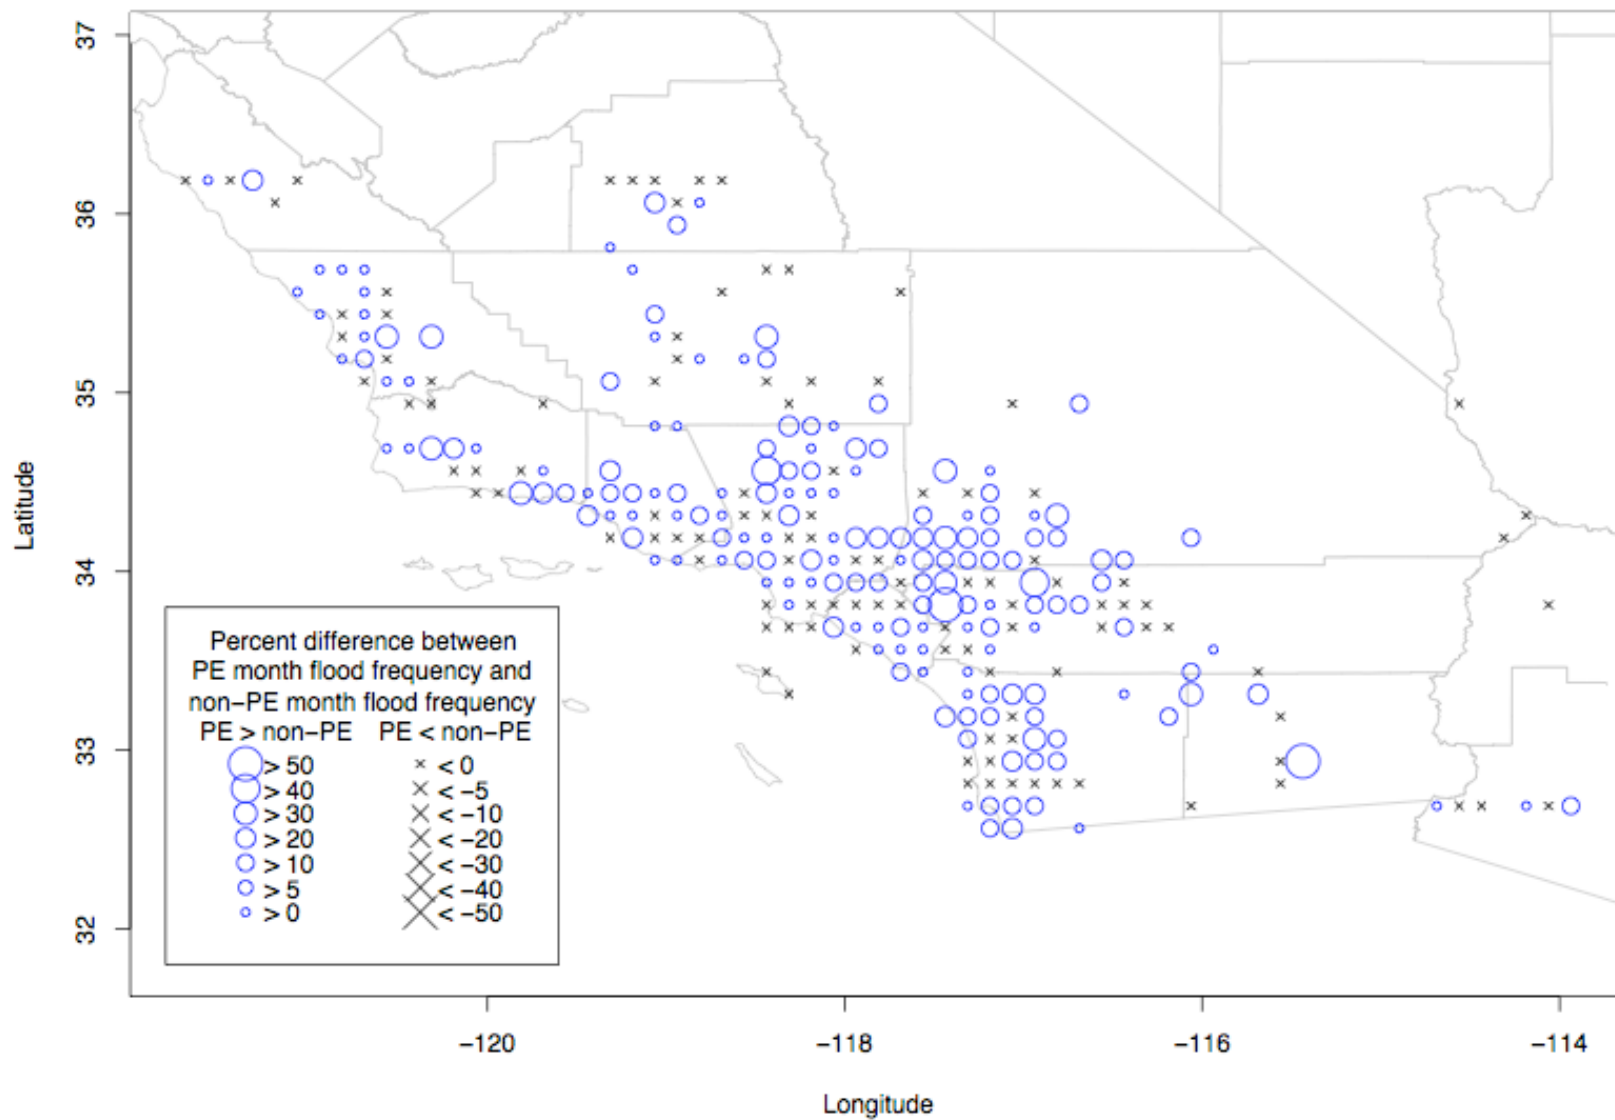 37
36
35
34
33
32
Latitude
Percent difference between
PE month flood frequency and
non−PE month flood frequency
PE > non−PE PE < non−PE
> 50 < 0
> 40 < −5
> 30 < −10
> 20 < −20
> 10 < −30
> 5 < −40
> 0 < −50
−120 −118 −116 −114
Longitude